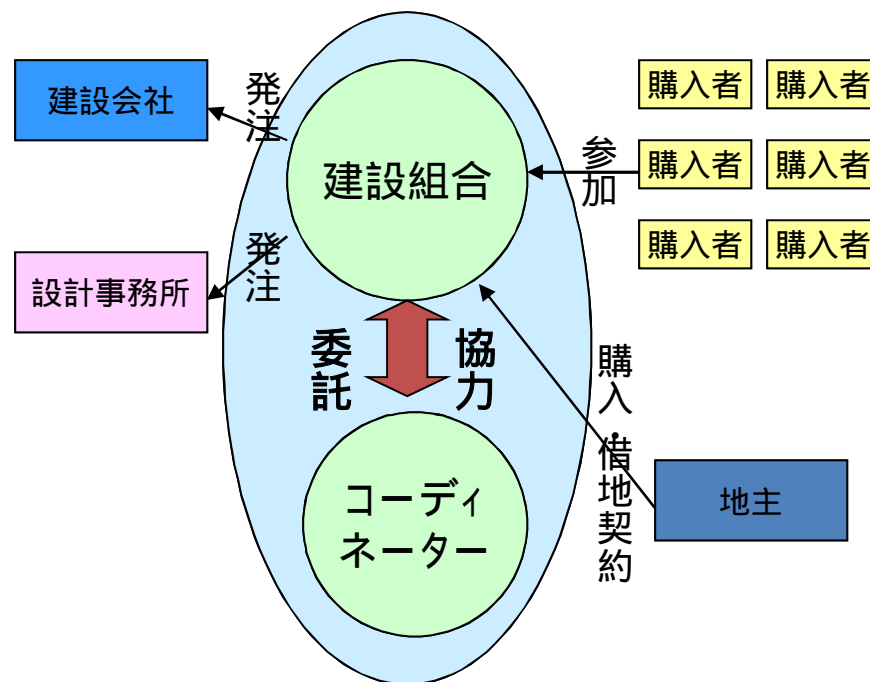 建設会社
発注
購入者
購入者
建設組合
参加
購入者
購入者
発注
設計事務所
購入者
購入者
委託
協力
購入・借地契約
地主
コーディ
ネーター